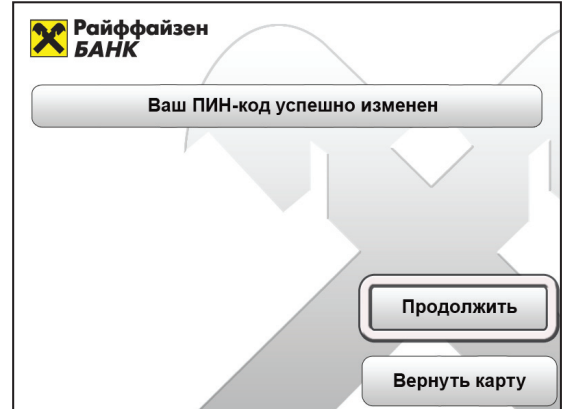 Райффайзен
БАНК
Ваш ПИН-код успешно изменен
Продолжить
Вернуть карту